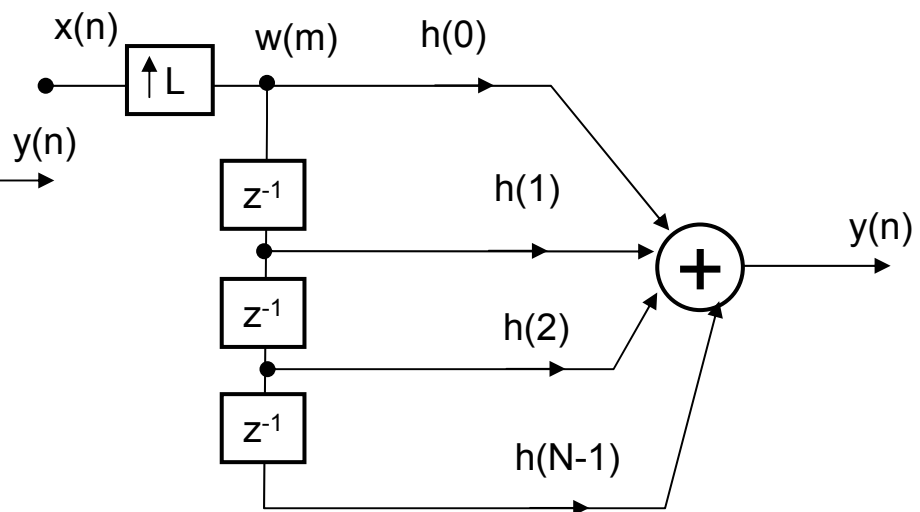 x(n)
L
w(m)
h(0)
y(n)
z-1
h(1)
y(n)
+
z-1
h(2)
z-1
h(N-1)